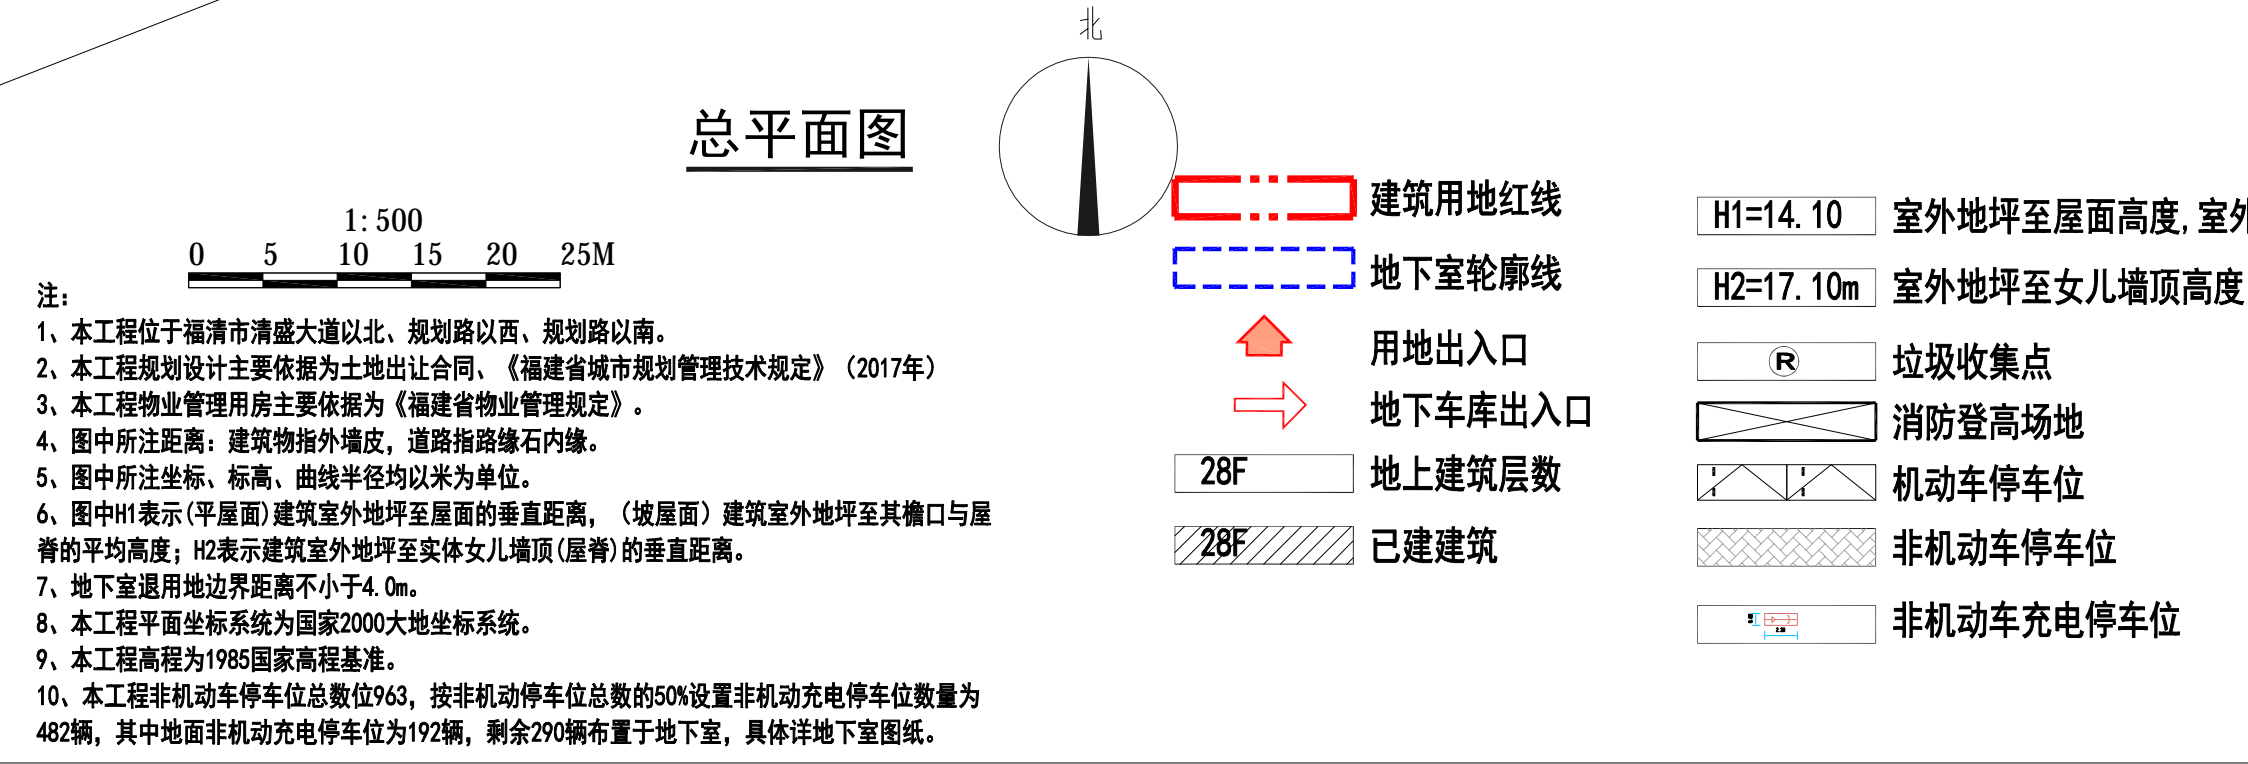 北
总平面图
1:500
0 5 10 15 20 25M
注：
1、本工程位于福清市清盛大道以北、规划路以西、规划路以南。
2、本工程规划设计主要依据为土地出让合同、《福建省城市规划管理技术规定》（2017年）
3、本工程物业管理用房主要依据为《福建省物业管理规定》。
4、图中所注距离：建筑物指外墙皮，道路指路缘石内缘。
5、图中所注坐标、标高、曲线半径均以米为单位。
6、图中H1表示(平屋面)建筑室外地坪至屋面的垂直距离，（坡屋面）建筑室外地坪至其檐口与屋
脊的平均高度；H2表示建筑室外地坪至实体女儿墙顶(屋脊)的垂直距离。
7、地下室退用地边界距离不小于4.0m。
8、本工程平面坐标系统为国家2000大地坐标系统。
9、本工程高程为1985国家高程基准。
10、本工程非机动车停车位总数位963，按非机动停车位总数的50%设置非机动充电停车位数量为
482辆，其中地面非机动充电停车位为192辆，剩余290辆布置于地下室，具体详地下室图纸。
建筑用地红线
地下室轮廓线
用地出入口
地下车库出入口
28F 地上建筑层数
28F 已建建筑
H1=14.10 室外地坪至屋面高度,室外
H2=17.10m 室外地坪至女儿墙顶高度
R 垃圾收集点
消防登高场地
机动车停车位
非机动车停车位
2.20 非机动车充电停车位